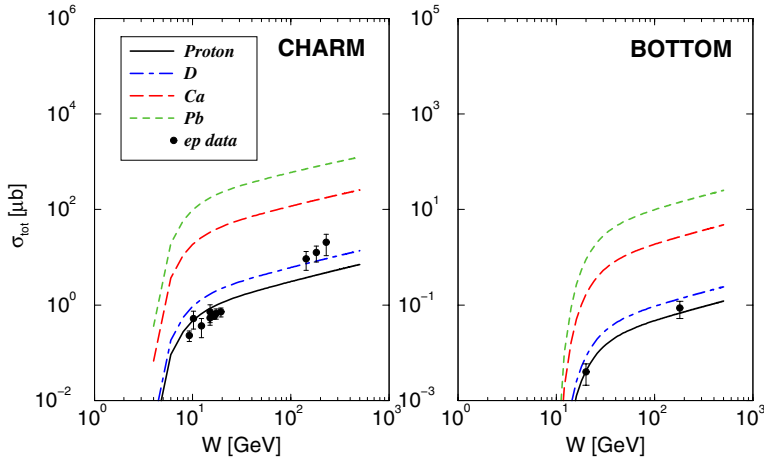 CHARM
Proton
D
Ca
Pb
ep data
10^6
10^4
10^2
10^0
10^-2
σ_tot [μb]
10^0
10^1
10^2
10^3
W [GeV]
BOTTOM
10^5
10^3
10^1
10^-1
10^-3
10^0
10^1
10^2
10^3
W [GeV]